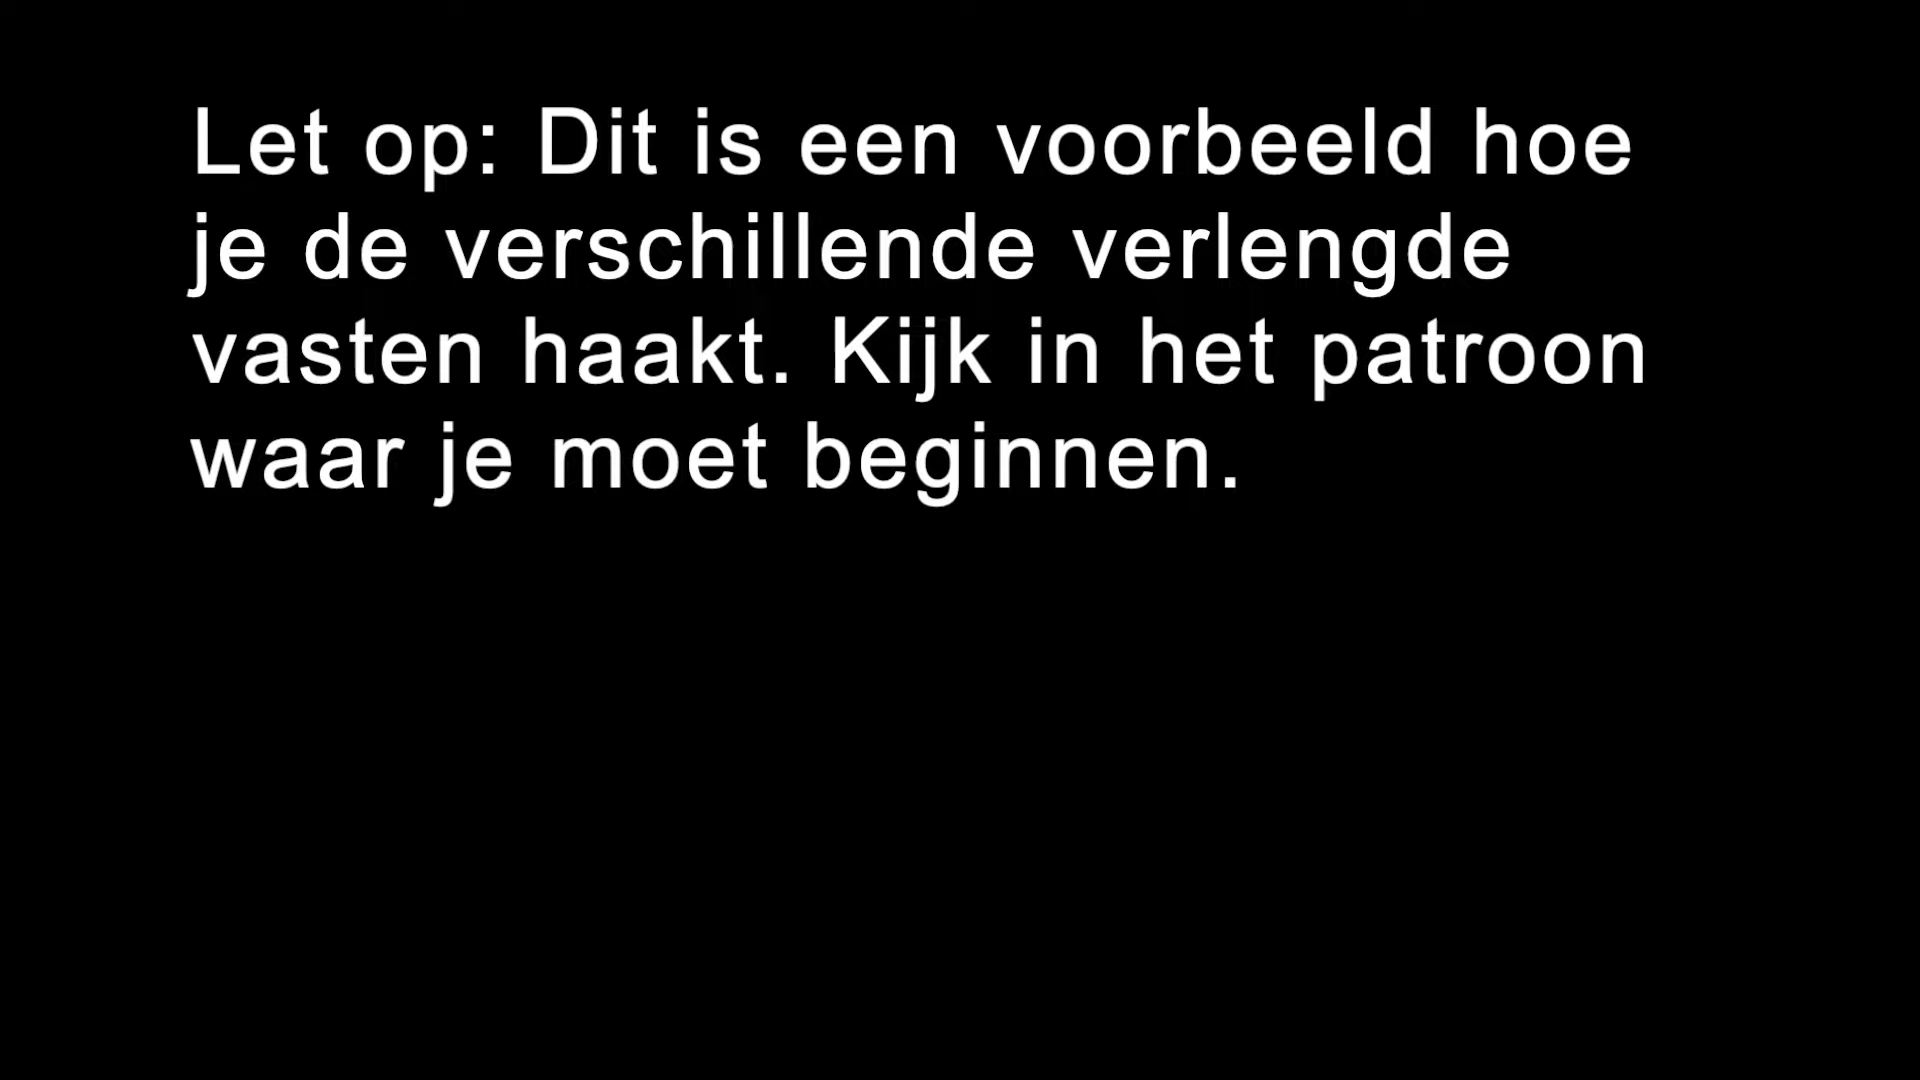 Let op: Dit is een voorbeeld hoe
je de verschillende verlengde
vasten haakt. Kijk in het patroon
waar je moet beginnen.